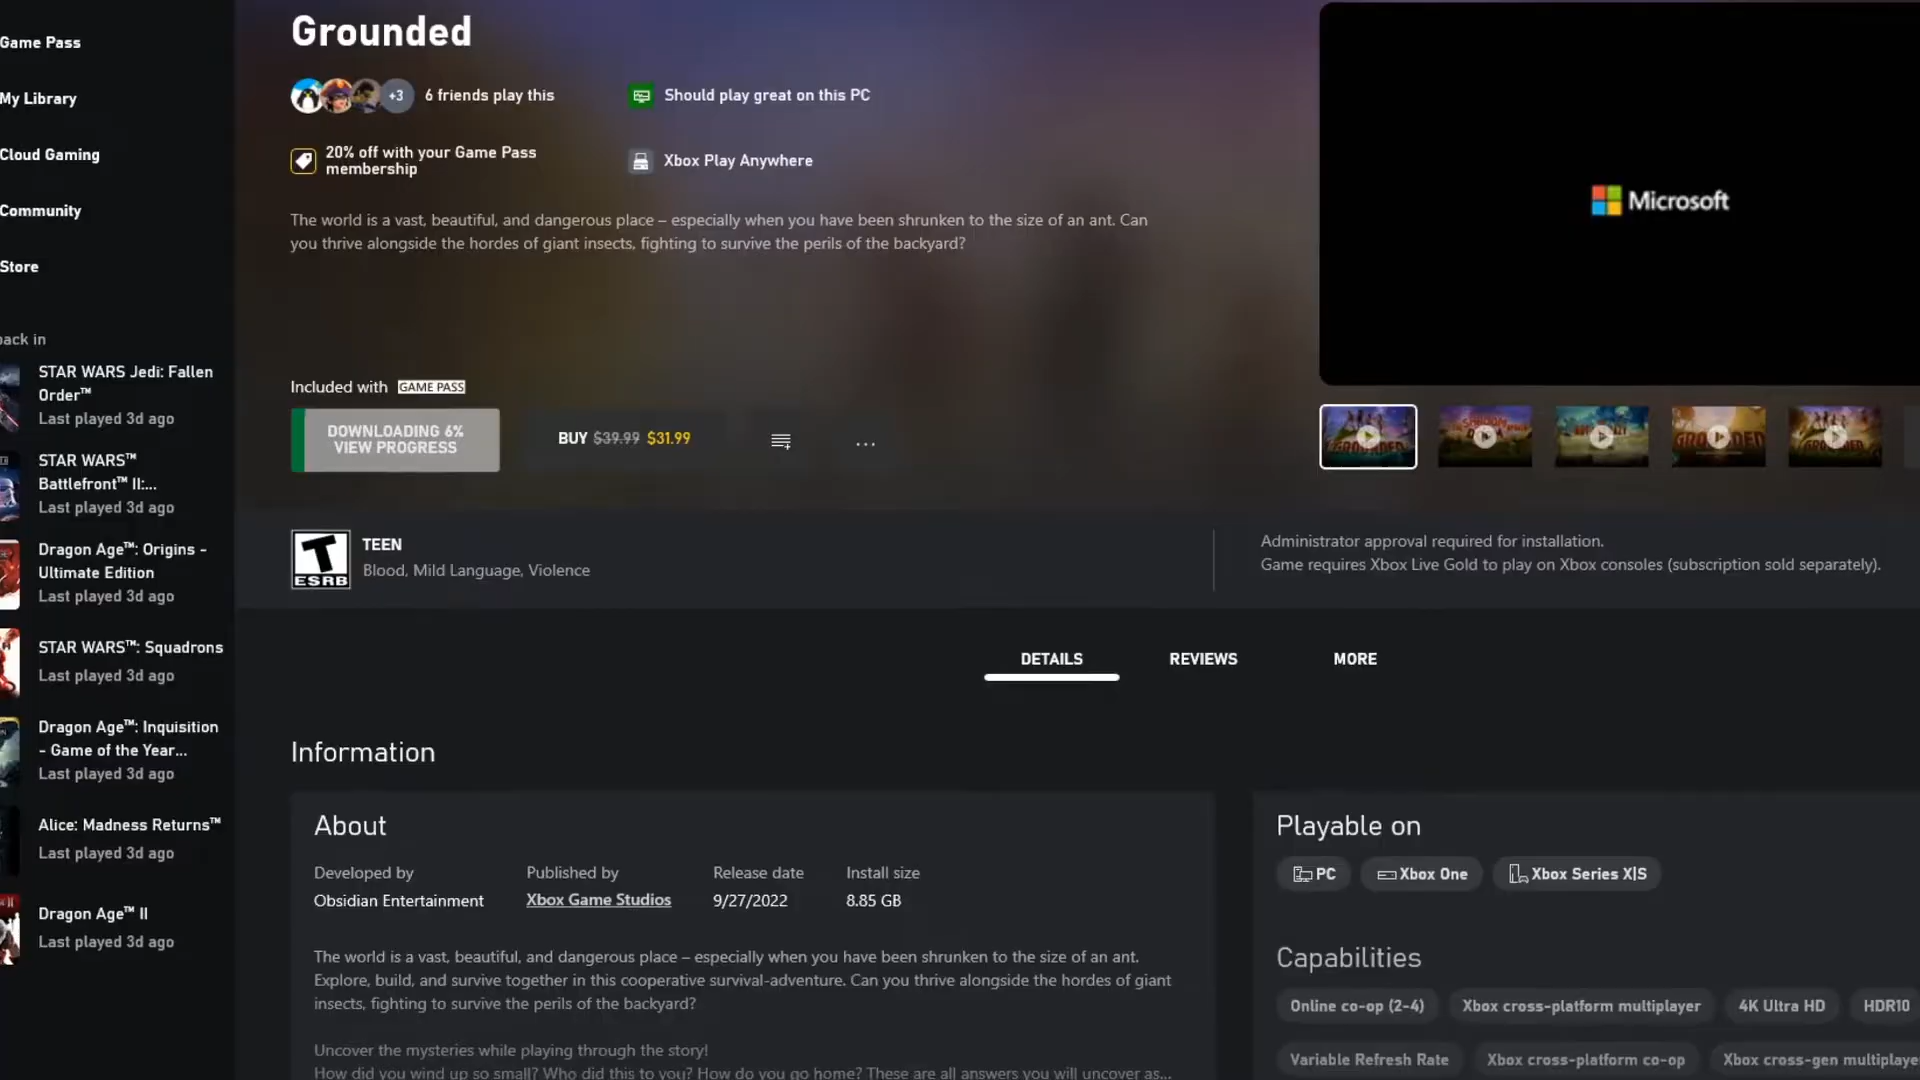 Game Pass
My Library
Cloud Gaming
Community
Store
back in
STAR WARS Jedi: Fallen
Order™
Last played 3d ago
STAR WARS™
Battlefront™ II:...
Last played 3d ago
Dragon Age™: Origins -
Ultimate Edition
Last played 3d ago
STAR WARS™: Squadrons
Last played 3d ago
Dragon Age™: Inquisition
- Game of the Year...
Last played 3d ago
Alice: Madness Returns™
Last played 3d ago
Dragon Age™ II
Last played 3d ago
Grounded
+3
6 friends play this
Should play great on this PC
20% off with your Game Pass
membership
Xbox Play Anywhere
The world is a vast, beautiful, and dangerous place – especially when you have been shrunken to the size of an ant. Can
you thrive alongside the hordes of giant insects, fighting to survive the perils of the backyard?
Included with GAME PASS
DOWNLOADING 6%
VIEW PROGRESS
BUY $39.99 $31.99
...
Microsoft
GROUNDED
GROUNDED
GROUNDED
T
ESRB
TEEN
Blood, Mild Language, Violence
Administrator approval required for installation.
Game requires Xbox Live Gold to play on Xbox consoles (subscription sold separately).
DETAILS
REVIEWS
MORE
Information
About
Developed by
Obsidian Entertainment
Published by
Xbox Game Studios
Release date
9/27/2022
Install size
8.85 GB
The world is a vast, beautiful, and dangerous place – especially when you have been shrunken to the size of an ant.
Explore, build, and survive together in this cooperative survival-adventure. Can you thrive alongside the hordes of giant
insects, fighting to survive the perils of the backyard?
Uncover the mysteries while playing through the story!
How did you wind up so small? Who did this to you? How do you go home? These are all answers you will uncover as...
Playable on
PC
Xbox One
Xbox Series X|S
Capabilities
Online co-op (2-4)
Xbox cross-platform multiplayer
4K Ultra HD
HDR10
Variable Refresh Rate
Xbox cross-platform co-op
Xbox cross-gen multiplayer